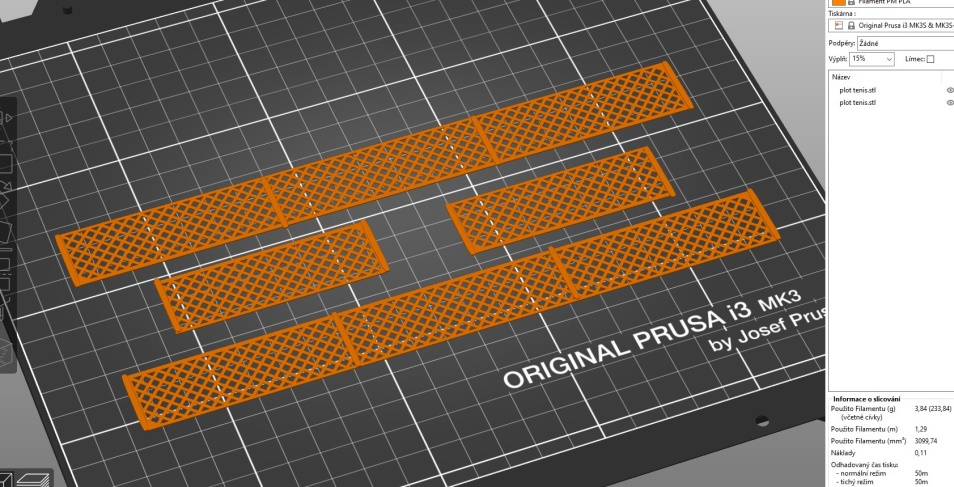 Filament PM PLA
Tiskárna :
Original Prusa i3 MK3S & MK3S+
Podpěry: Žádné
Výplň: 15% Límec:
Název
plot tenis.stl
plot tenis.stl
ORIGINAL PRUSA i3 MK3
by Josef Prus
Informace o slicování
Použito Filamentu (g) 3,84 (233,84)
(včetně cívky)
Použito Filamentu (m) 1,29
Použito Filamentu (mm³) 3099,74
Náklady 0,11
Odhadovaný čas tisku:
- normální režim 50m
- tichý režim 50m